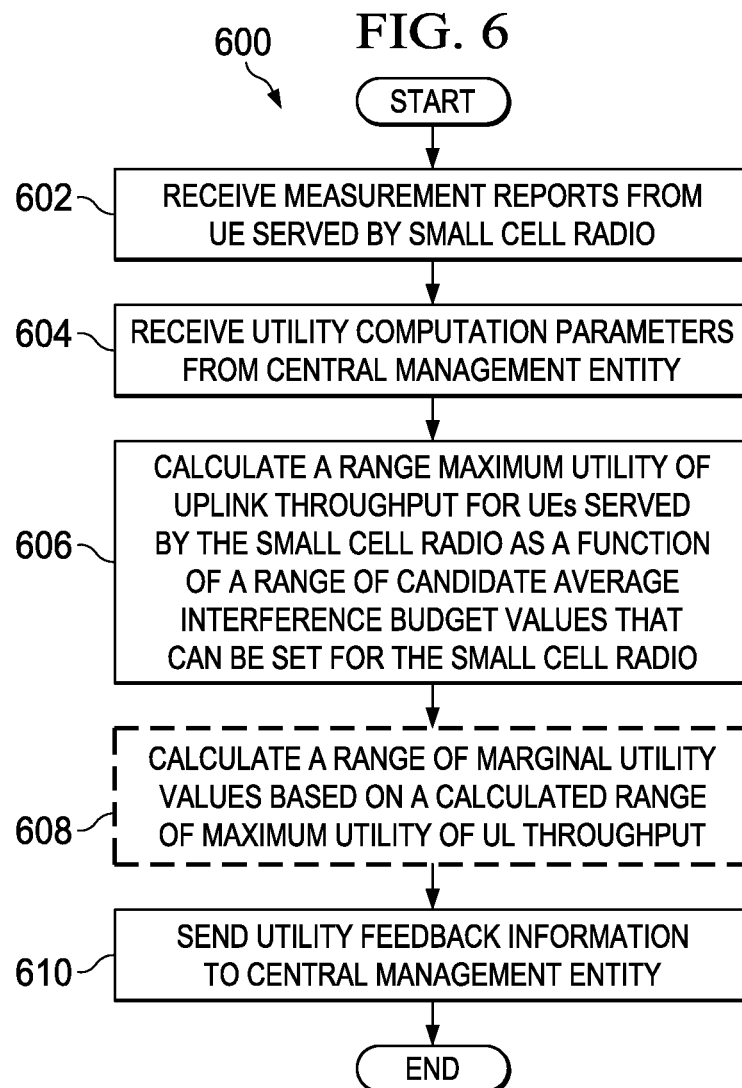 FIG. 6
600
START
602
RECEIVE MEASUREMENT REPORTS FROM
UE SERVED BY SMALL CELL RADIO
604
RECEIVE UTILITY COMPUTATION PARAMETERS
FROM CENTRAL MANAGEMENT ENTITY
606
CALCULATE A RANGE MAXIMUM UTILITY OF
UPLINK THROUGHPUT FOR UEs SERVED
BY THE SMALL CELL RADIO AS A FUNCTION
OF A RANGE OF CANDIDATE AVERAGE
INTERFERENCE BUDGET VALUES THAT
CAN BE SET FOR THE SMALL CELL RADIO
608
CALCULATE A RANGE OF MARGINAL UTILITY
VALUES BASED ON A CALCULATED RANGE
OF MAXIMUM UTILITY OF UL THROUGHPUT
610
SEND UTILITY FEEDBACK INFORMATION
TO CENTRAL MANAGEMENT ENTITY
END